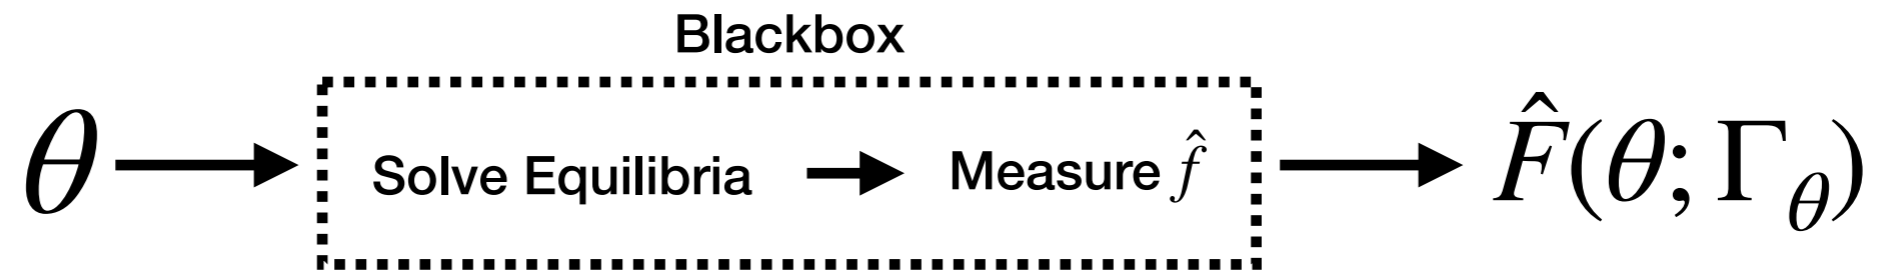 Blackbox
θ → Solve Equilibria → Measure f̂ → F̂(θ; Γ_θ)